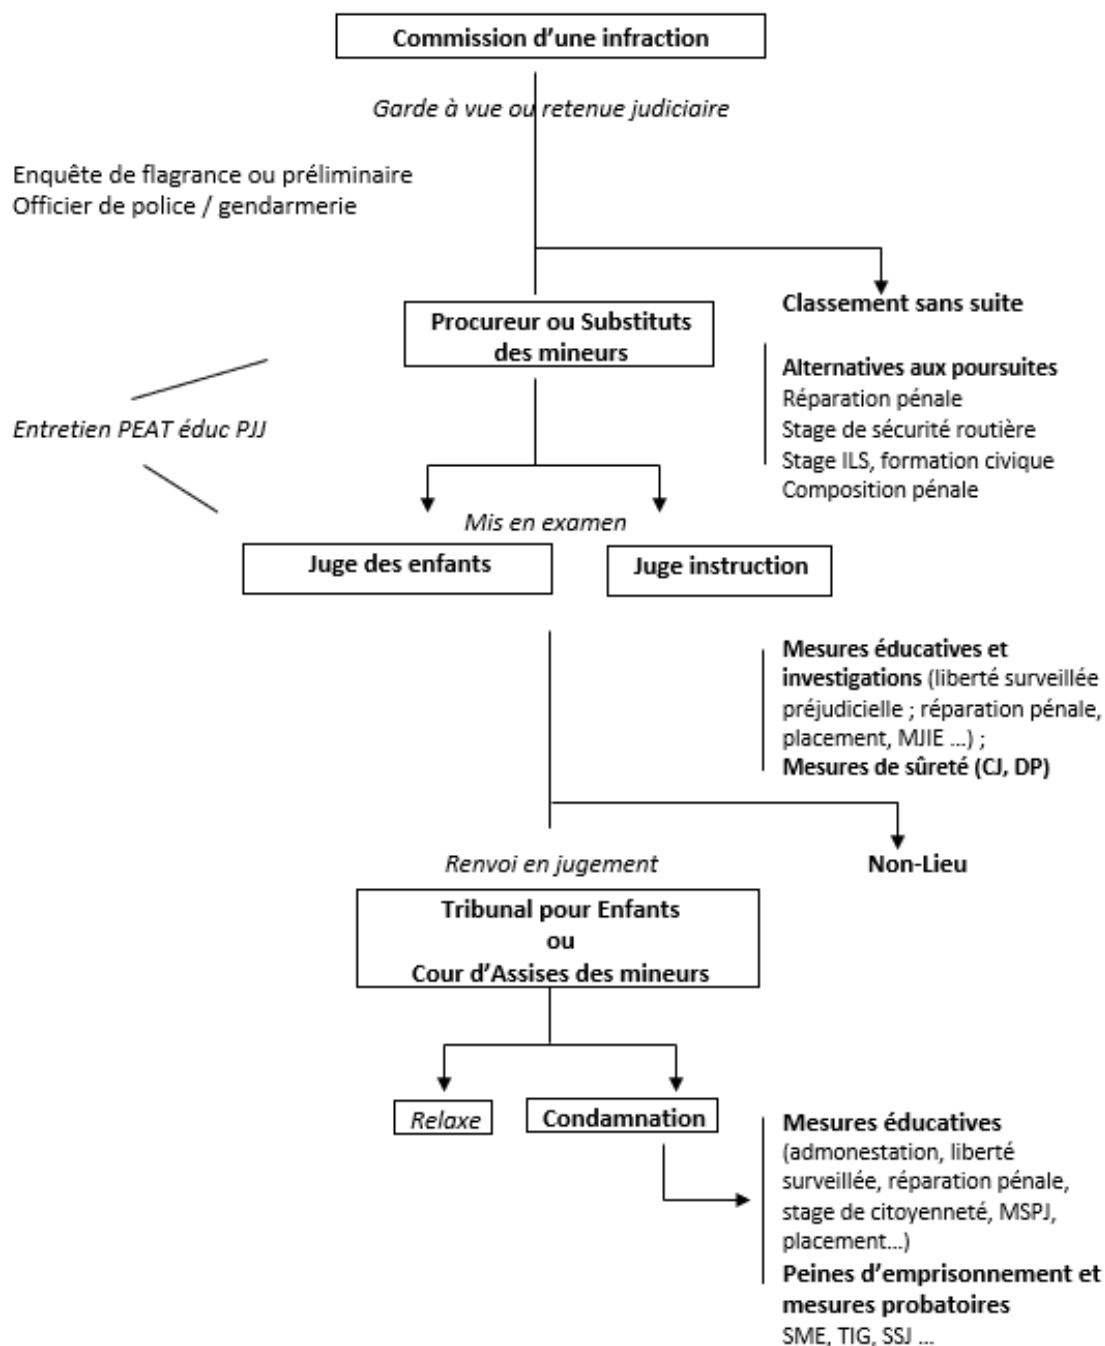 Commission d’une infraction
Garde à vue ou retenue judiciaire
Enquête de flagrance ou préliminaire
Officier de police / gendarmerie
Classement sans suite
Procureur ou Substituts
des mineurs
Alternatives aux poursuites
Réparation pénale
Stage de sécurité routière
Stage ILS, formation civique
Composition pénale
Entretien PEAT éduc PJJ
Mis en examen
Juge des enfants
Juge instruction
Mesures éducatives et
investigations (liberté surveillée
préjudicielle ; réparation pénale,
placement, MJIE ...) ;
Mesures de sûreté (CJ, DP)
Renvoi en jugement
Non-Lieu
Tribunal pour Enfants
ou
Cour d’Assises des mineurs
Relaxe
Condamnation
Mesures éducatives
(admonestation, liberté
surveillée, réparation pénale,
stage de citoyenneté, MSPJ,
placement...)
Peines d’emprisonnement et
mesures probatoires
SME, TIG, SSJ ...